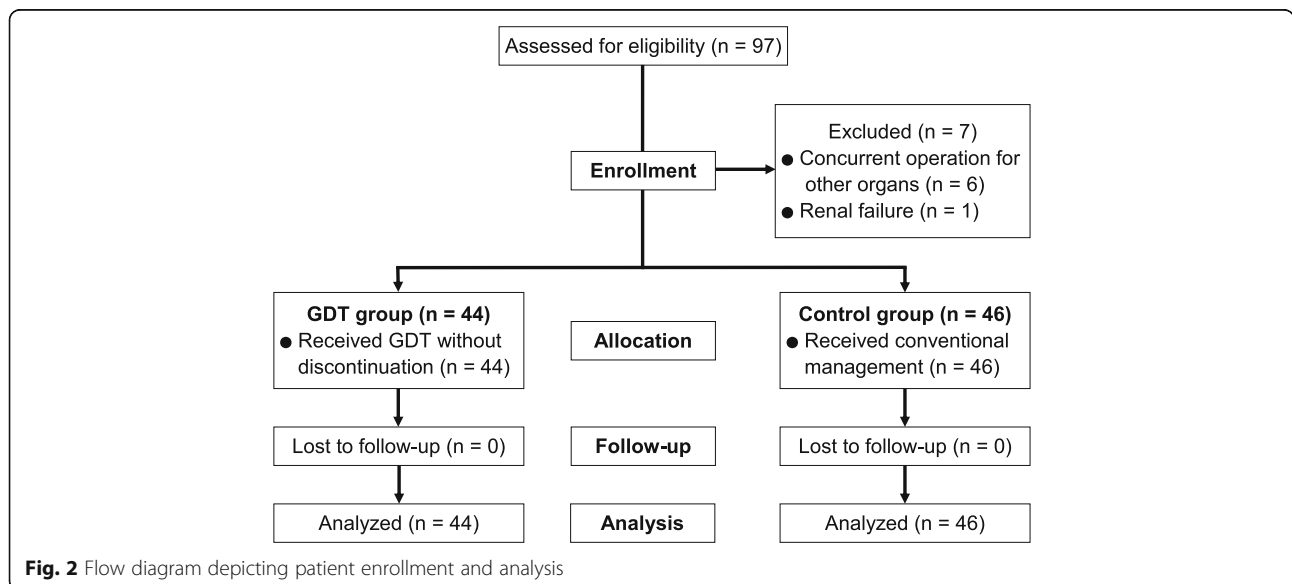 Assessed for eligibility (n = 97)
Excluded (n = 7)
● Concurrent operation for
other organs (n = 6)
● Renal failure (n = 1)
Enrollment
GDT group (n = 44)
● Received GDT without
discontinuation (n = 44)
Allocation
Control group (n = 46)
● Received conventional
management (n = 46)
Lost to follow-up (n = 0)
Follow-up
Lost to follow-up (n = 0)
Analyzed (n = 44)
Analysis
Analyzed (n = 46)
Fig. 2 Flow diagram depicting patient enrollment and analysis